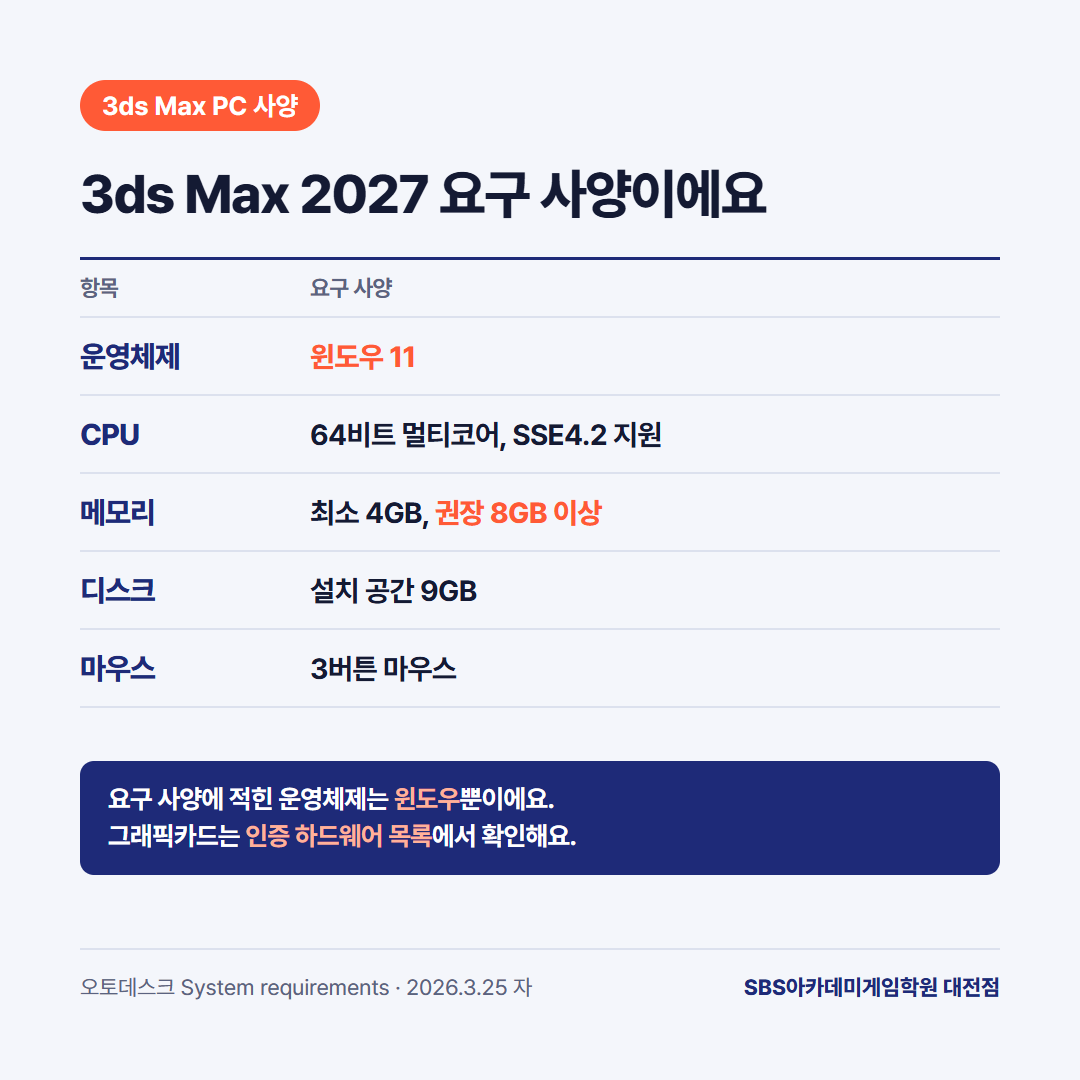 3ds Max PC 사양
3ds Max 2027 요구 사양이에요
항목 요구 사양
운영체제 윈도우 11
CPU 64비트 멀티코어, SSE4.2 지원
메모리 최소 4GB, 권장 8GB 이상
디스크 설치 공간 9GB
마우스 3버튼 마우스
요구 사양에 적힌 운영체제는 윈도우뿐이에요.
그래픽카드는 인증 하드웨어 목록에서 확인해요.
오토데스크 System requirements · 2026.3.25 자 SBS아카데미게임학원 대전점